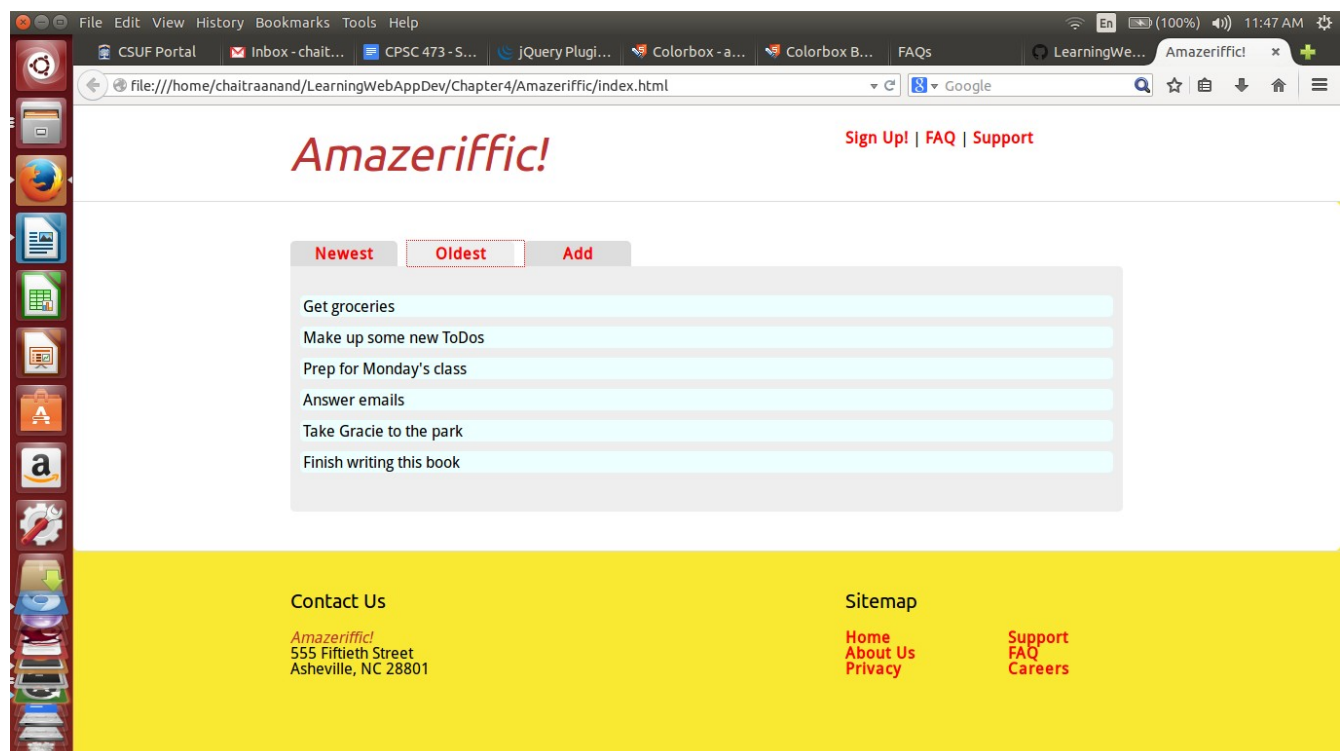 File Edit View History Bookmarks Tools Help En (100%) 11:47 AM
CSUF Portal Inbox - chait... CPSC 473 - S... jQuery Plugi... Colorbox - a... Colorbox B... FAQs LearningWe... Amazeriffic! ×
file:///home/chaitraanand/LearningWebAppDev/Chapter4/Amazeriffic/index.html Google
Amazeriffic!
Sign Up! | FAQ | Support
Newest Oldest Add
Get groceries
Make up some new ToDos
Prep for Monday's class
Answer emails
Take Gracie to the park
Finish writing this book
Contact Us
Amazeriffic!
555 Fiftieth Street
Asheville, NC 28801
Sitemap
Home Support
About Us FAQ
Privacy Careers